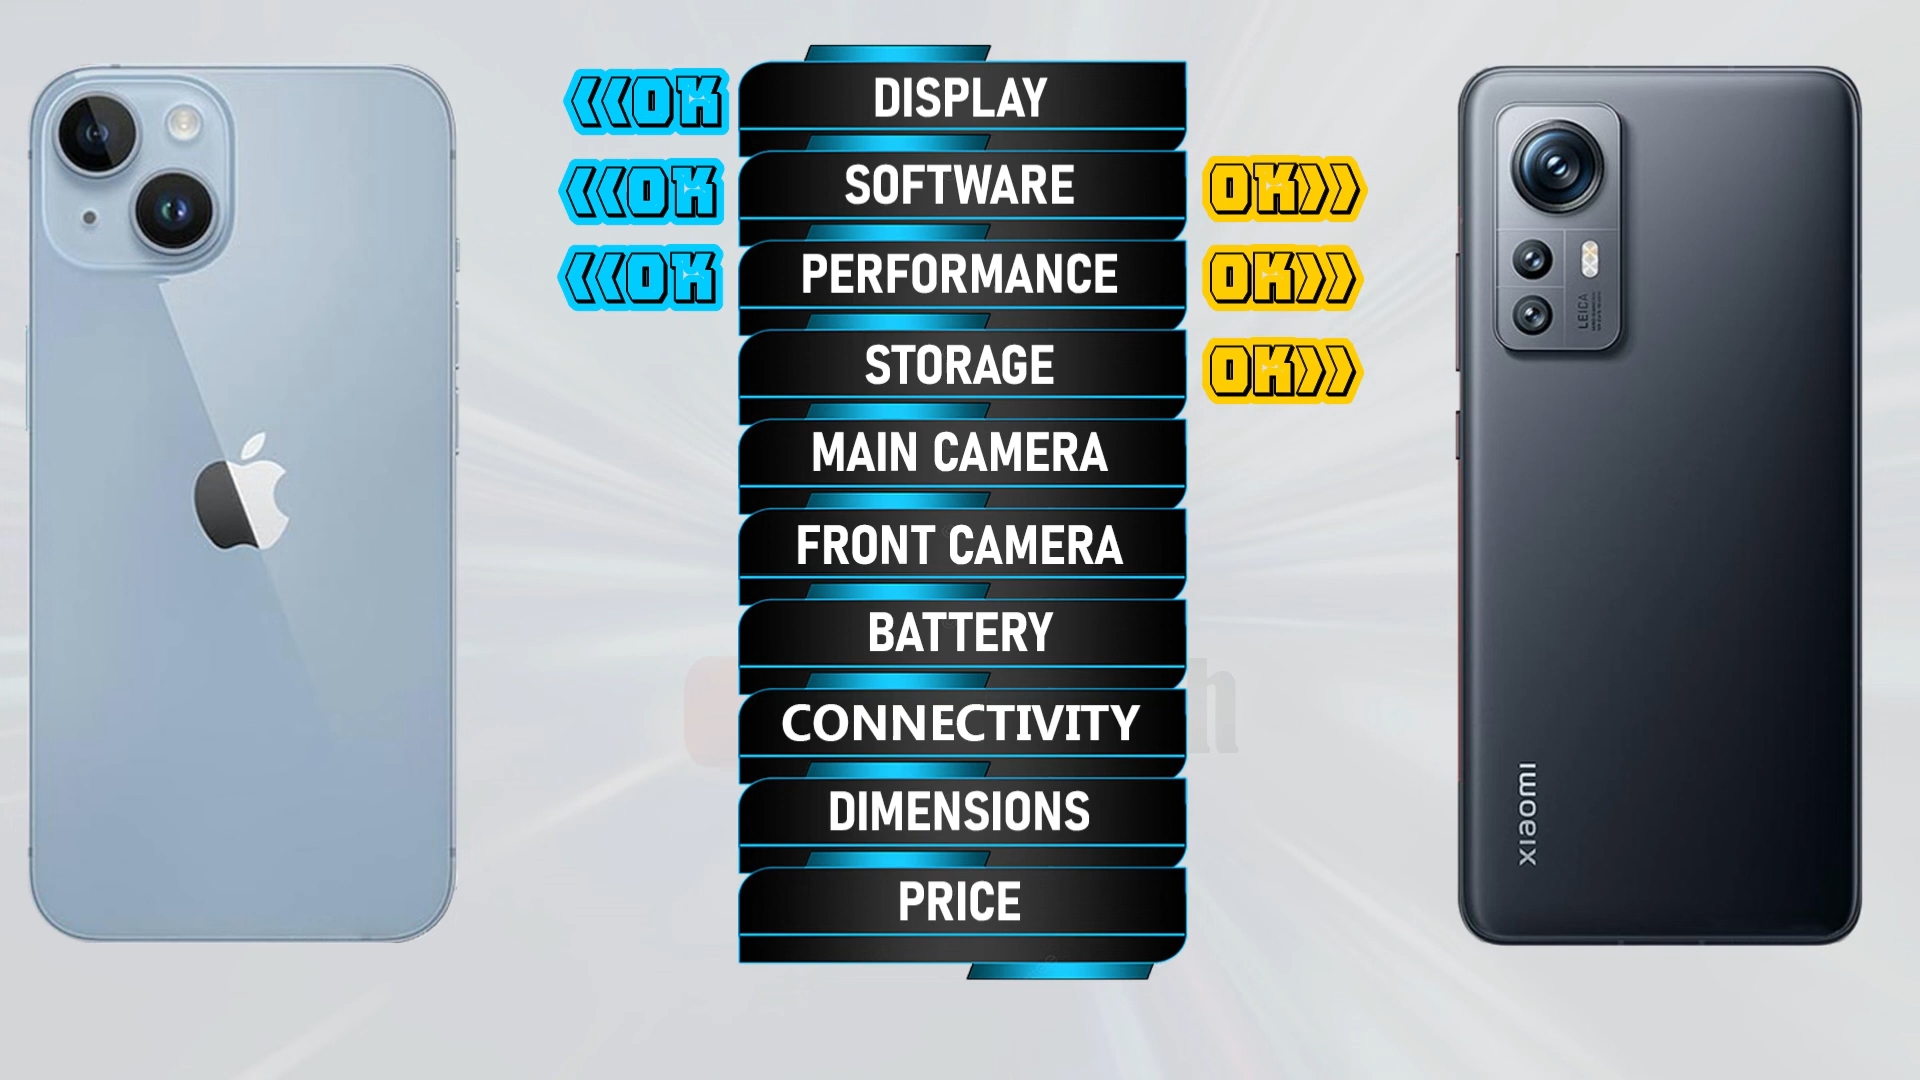 <<OK DISPLAY
<<OK SOFTWARE OK>>
<<OK PERFORMANCE OK>>
STORAGE OK>>
MAIN CAMERA
FRONT CAMERA
BATTERY
CONNECTIVITY
DIMENSIONS
PRICE
LEICA
xiaomi